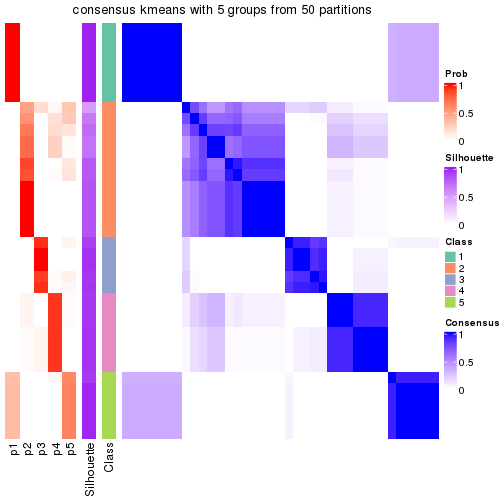 consensus kmeans with 5 groups from 50 partitions
Prob
1
0.5
0
Silhouette
1
0.5
0
Class
1
2
3
4
5
Consensus
1
0.5
0
p1
p2
p3
p4
p5
Silhouette
Class